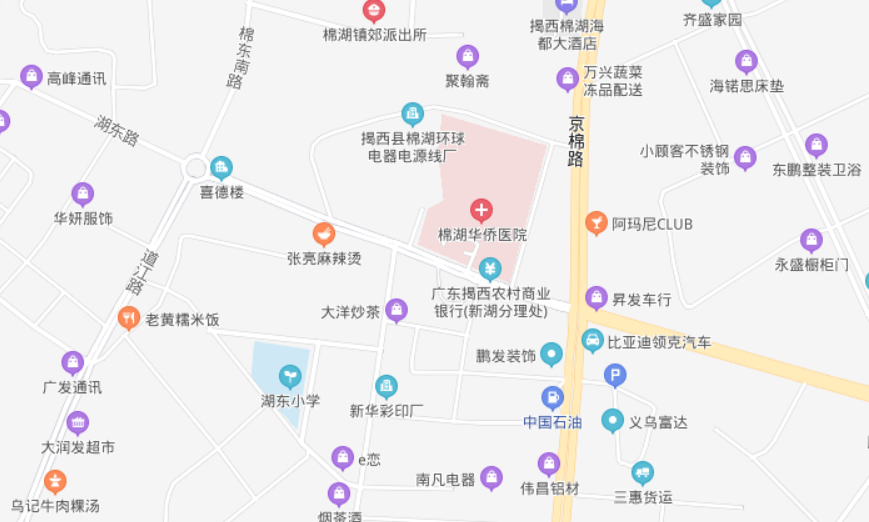 棉湖镇郊派出所
揭西棉湖海
都大酒店
齐盛家园
棉东南路
高峰通讯
聚翰斋
万兴蔬菜
冻品配送
海锘思床垫
湖东路
揭西县棉湖环球
电器电源线厂
京棉路
小顾客不锈钢
装饰
东鹏整装卫浴
喜德楼
华妍服饰
棉湖华侨医院
阿玛尼CLUB
张亮麻辣烫
永盛橱柜门
道江路
广东揭西农村商业
银行(新湖分理处)
昇发车行
大洋炒茶
老黄糯米饭
比亚迪领克汽车
鹏发装饰
P
广发通讯
湖东小学
新华彩印厂
中国石油
义乌富达
大润发超市
e恋
南凡电器
伟昌铝材
三惠货运
乌记牛肉粿汤
烟茶酒